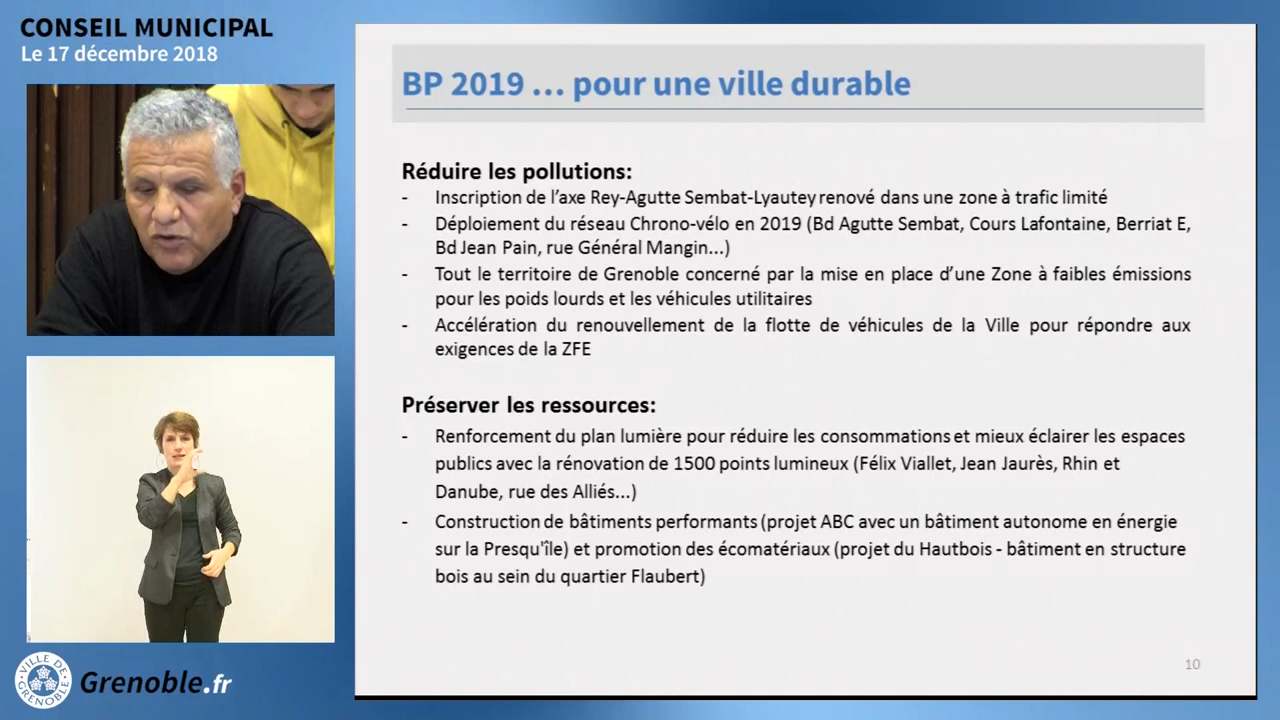 CONSEIL MUNICIPAL
Le 17 décembre 2018
BP 2019 ... pour une ville durable
Réduire les pollutions:
- Inscription de l’axe Rey-Agutte Sembat-Lyautey renové dans une zone à trafic limité
- Déploiement du réseau Chrono-vélo en 2019 (Bd Agutte Sembat, Cours Lafontaine, Berriat E,
Bd Jean Pain, rue Général Mangin...)
- Tout le territoire de Grenoble concerné par la mise en place d’une Zone à faibles émissions
pour les poids lourds et les véhicules utilitaires
- Accélération du renouvellement de la flotte de véhicules de la Ville pour répondre aux
exigences de la ZFE
Préserver les ressources:
- Renforcement du plan lumière pour réduire les consommations et mieux éclairer les espaces
publics avec la rénovation de 1500 points lumineux (Félix Viallet, Jean Jaurès, Rhin et
Danube, rue des Alliés...)
- Construction de bâtiments performants (projet ABC avec un bâtiment autonome en énergie
sur la Presqu'île) et promotion des écomatériaux (projet du Hautbois - bâtiment en structure
bois au sein du quartier Flaubert)
10
VILLE DE GRENOBLE
Grenoble.fr